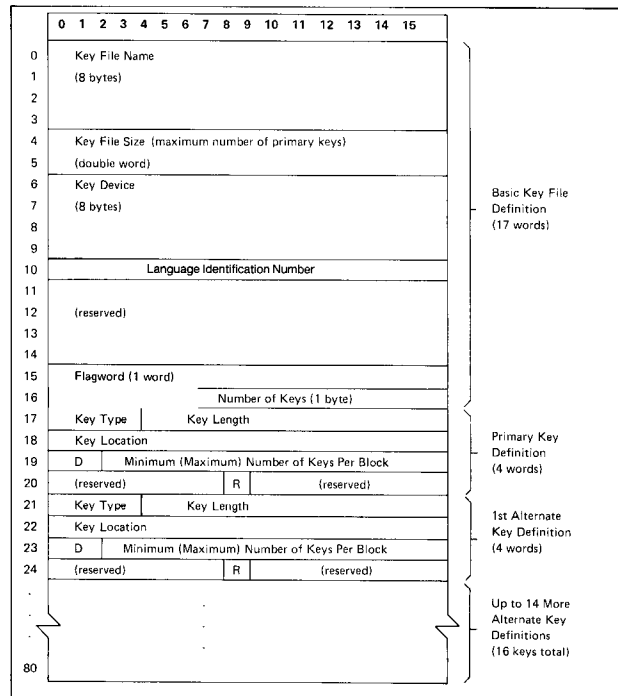 0 1 2 3 4 5 6 7 8 9 10 11 12 13 14 15
0 Key File Name
1 (8 bytes)
2
3
4 Key File Size (maximum number of primary keys)
5 (double word)
6 Key Device
7 (8 bytes)
8
9
10 Language Identification Number
11
12 (reserved)
13
14
15 Flagword (1 word)
16 Number of Keys (1 byte)
Basic Key File
Definition
(17 words)
17 Key Type Key Length
18 Key Location
19 D Minimum (Maximum) Number of Keys Per Block
20 (reserved) R (reserved)
Primary Key
Definition
(4 words)
21 Key Type Key Length
22 Key Location
23 D Minimum (Maximum) Number of Keys Per Block
24 (reserved) R (reserved)
1st Alternate
Key Definition
(4 words)
.
.
.
80
Up to 14 More
Alternate Key
Definitions
(16 keys total)